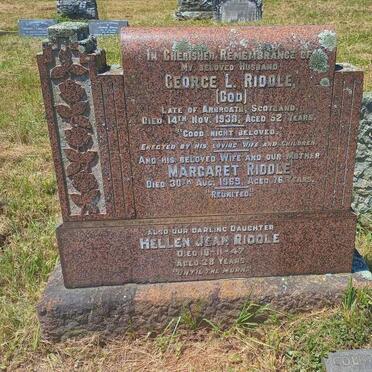 In Cherished Remembrance of
My Beloved Husband
George L. Riddle,
(Dod)
Late of Arbroath, Scotland,
Died 14th Nov. 1938, Aged 52 Years.
"Good Night Beloved."
Erected by his Loving Wife and Children.
And his Beloved Wife and our Mother
Margaret Riddle
Died 30th Aug. 1969, Aged 76 Years.
Reunited.
Also our Darling Daughter
Hellen Jean Riddle
Died
Aged 28 Years
"Until the Morn"